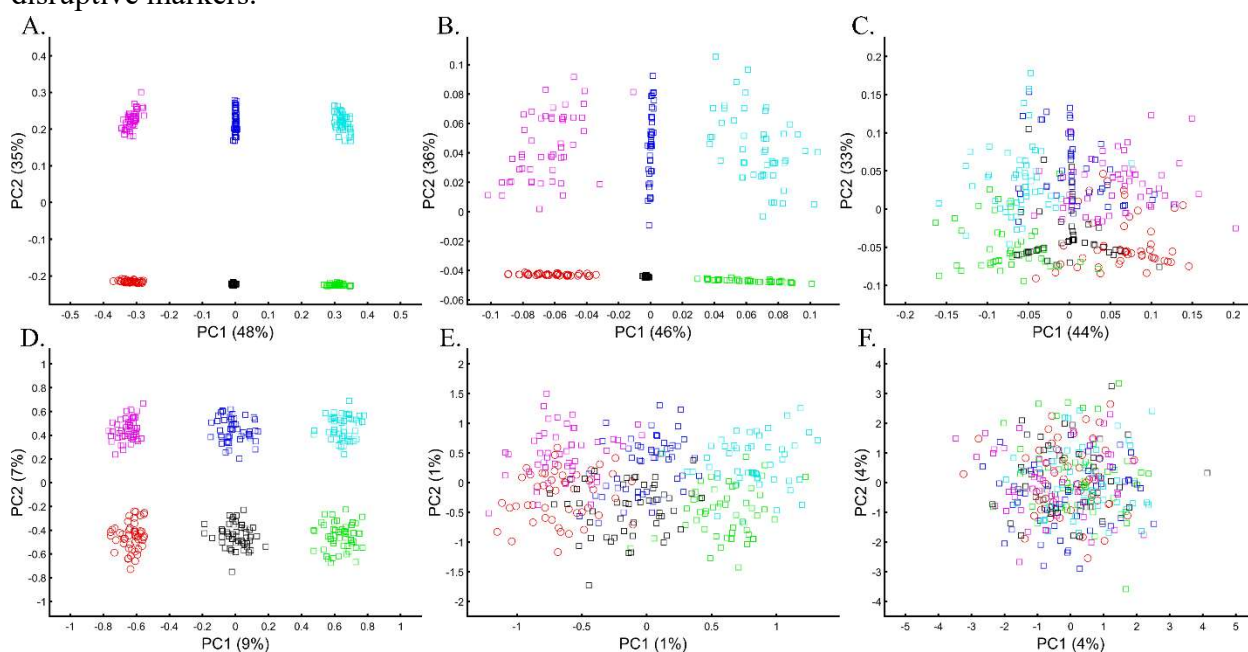 disruptive markers.
A.
PC2 (35%)
0.4
0.3
0.2
0.1
0
-0.1
-0.2
-0.5 -0.4 -0.3 -0.2 -0.1 0 0.1 0.2 0.3 0.4 0.5
PC1 (48%)
B.
PC2 (36%)
0.1
0.08
0.06
0.04
0.02
0
-0.02
-0.04
-0.06
-0.1 -0.08 -0.06 -0.04 -0.02 0 0.02 0.04 0.06 0.08 0.1
PC1 (46%)
C.
PC2 (33%)
0.2
0.15
0.1
0.05
0
-0.05
-0.1
-0.2 -0.15 -0.1 -0.05 0 0.05 0.1 0.15 0.2
PC1 (44%)
D.
PC2 (7%)
1
0.8
0.6
0.4
0.2
0
-0.2
-0.4
-0.6
-0.8
-1
-1 -0.8 -0.6 -0.4 -0.2 0 0.2 0.4 0.6 0.8 1
PC1 (9%)
E.
PC2 (1%)
2
1.5
1
0.5
0
-0.5
-1
-1.5
-2
-1 -0.5 0 0.5 1
PC1 (1%)
F.
PC2 (4%)
4
3
2
1
0
-1
-2
-3
-4
-5 -4 -3 -2 -1 0 1 2 3 4 5
PC1 (4%)